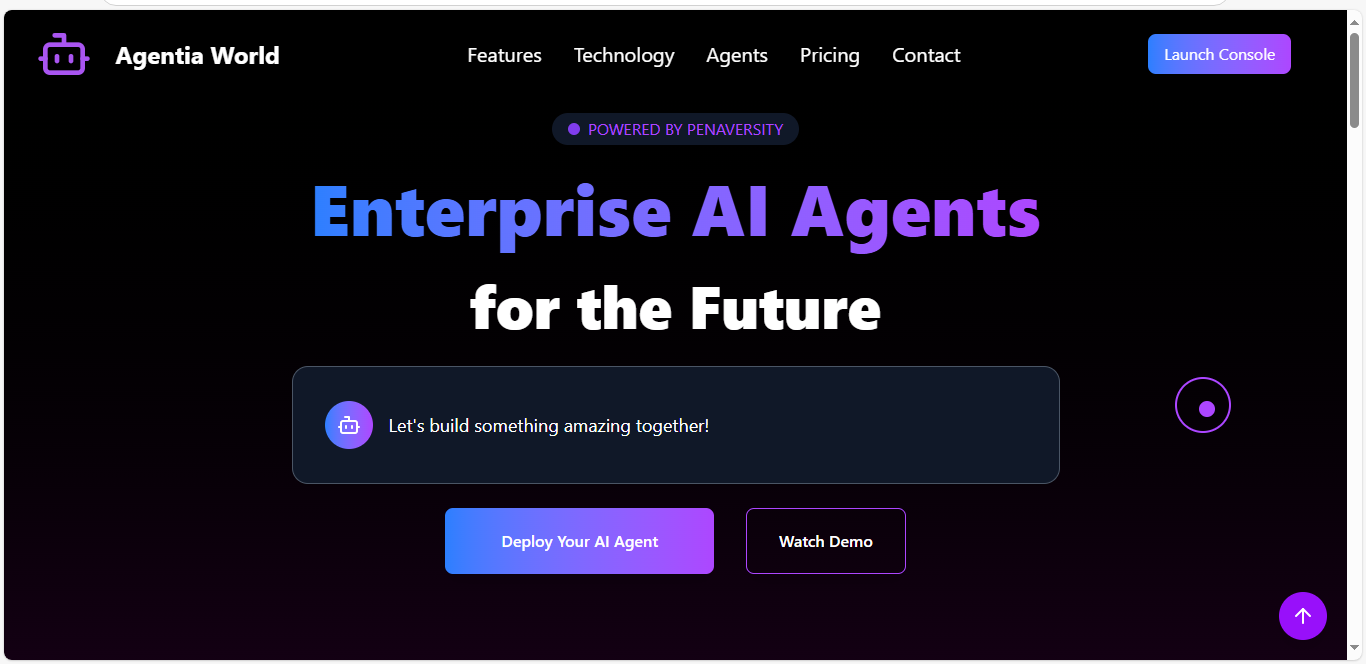 Agentia World
Features
Technology
Agents
Pricing
Contact
Launch Console
POWERED BY PENAVERSITY
Enterprise AI Agents
for the Future
Let's build something amazing together!
Deploy Your AI Agent
Watch Demo